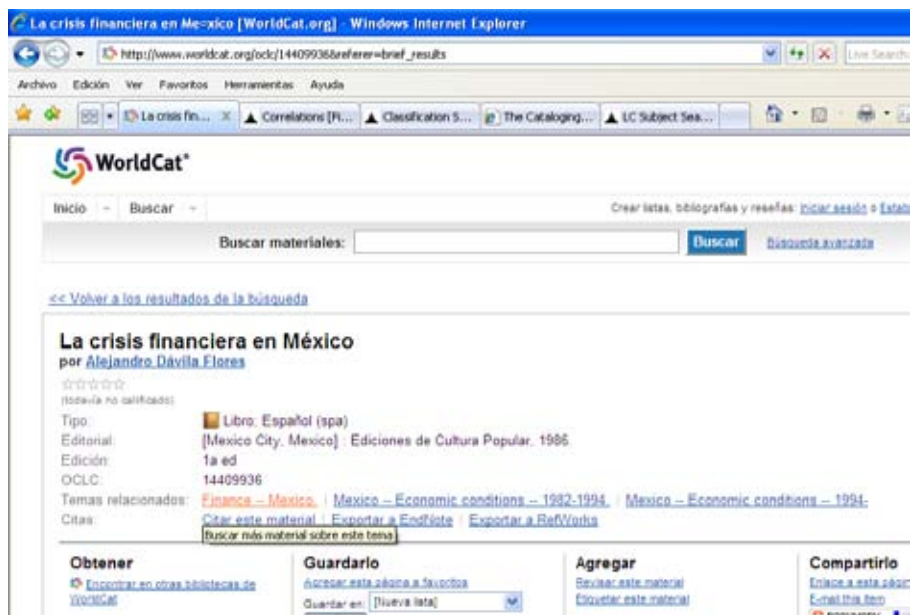 La crisis financiera en Me=xico [WorldCat.org] - Windows Internet Explorer
http://www.worldcat.org/oclc/14409936&referer=brief_results
Live Search
Archivo Edición Ver Favoritos Herramientas Ayuda
La crisis fin... X Correlations [Pi... Classification S... The Cataloging... LC Subject Sea...
WorldCat®
Inicio Buscar
Crear listas, bibliografías y reseñas: Iniciar sesión o
Buscar materiales: Buscar Búsqueda avanzada
<< Volver a los resultados de la búsqueda
La crisis financiera en México
por Alejandro Dávila Flores
(todavía no calificado)
Tipo: Libro: Español (spa)
Editorial: [Mexico City, Mexico] : Ediciones de Cultura Popular, 1986.
Edición: 1a ed
OCLC: 14409936
Temas relacionados: Finance -- Mexico. | Mexico -- Economic conditions -- 1982-1994. | Mexico -- Economic conditions -- 1994-
Citas: Citar este material | Exportar a EndNote | Exportar a RefWorks
Buscar más material sobre este tema
Obtener Guardarlo Agregar Compartirlo
Encontrar en otras bibliotecas de WorldCat
Agregar esta página a favoritos
Guardar en: [Nueva lista]
Revisar este material
Etiquetar este material
Enlace a esta
E-mail this item